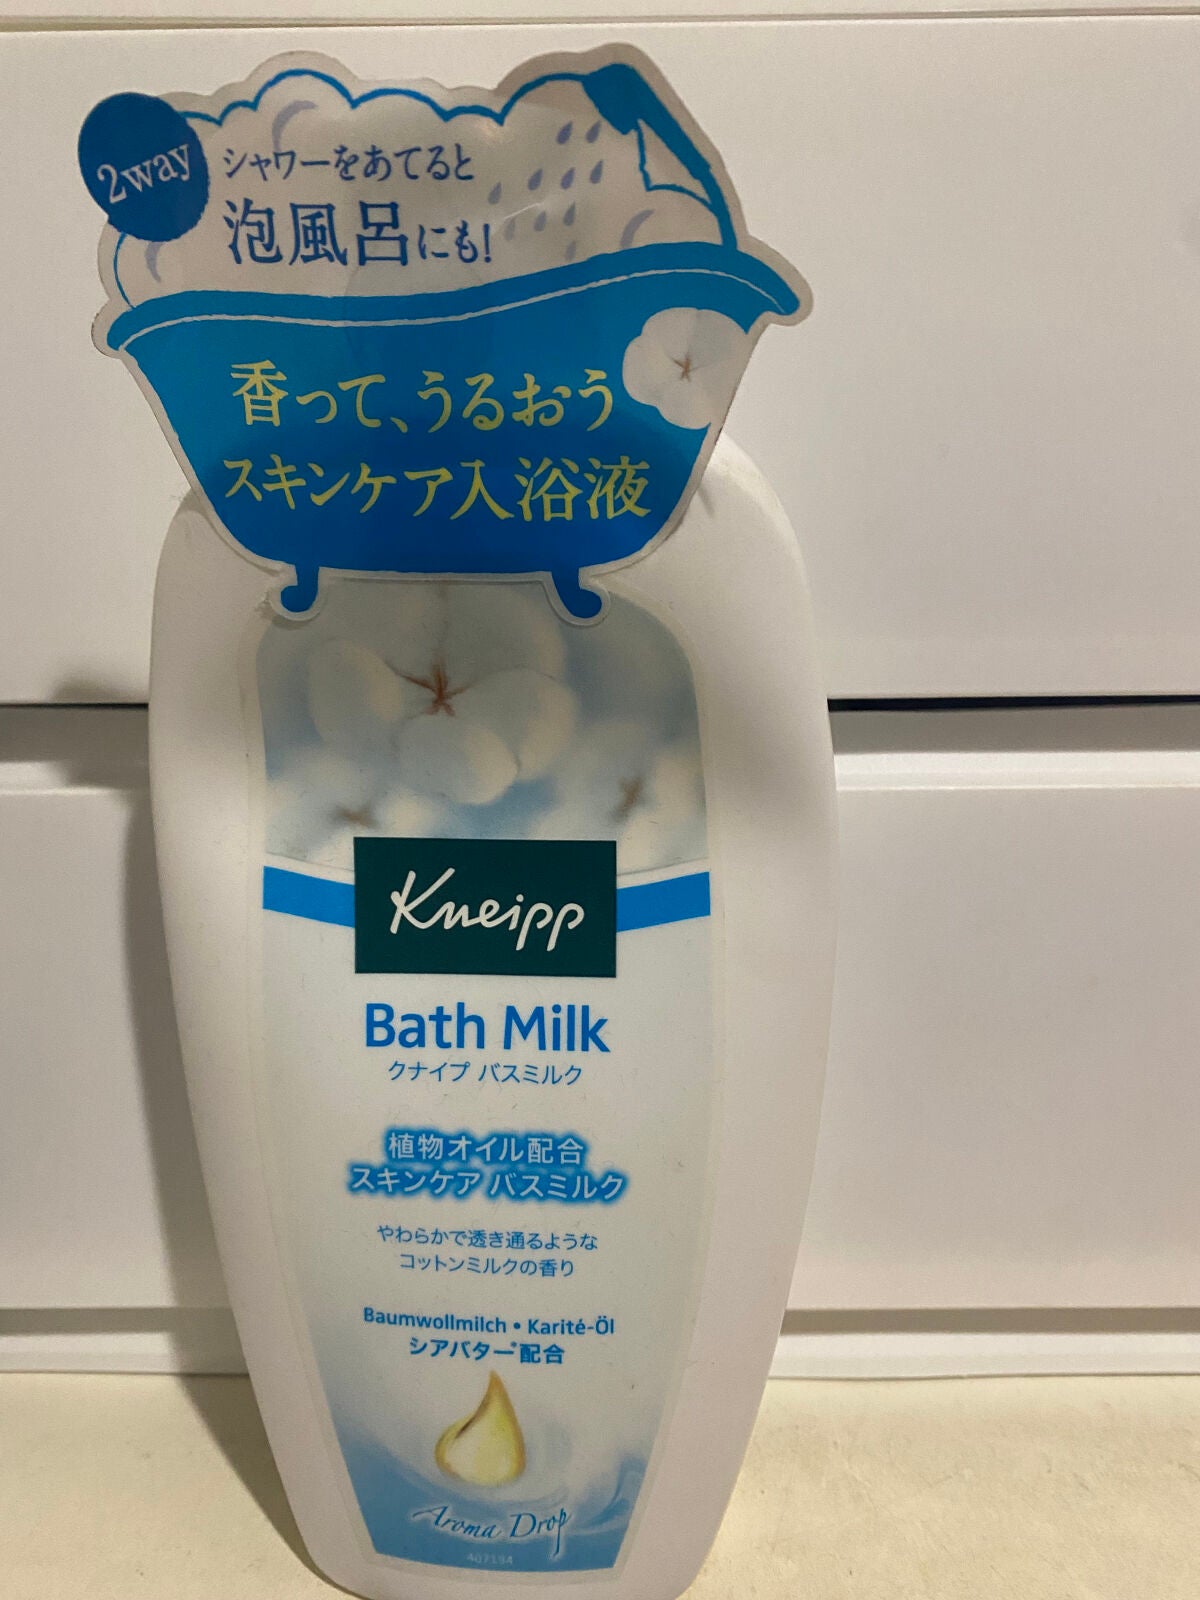 2way
シャワーをあてると
泡風呂にも!
香って、うるおう
スキンケア入浴液
Kneipp
Bath Milk
クナイプ バスミルク
植物オイル配合
スキンケア バスミルク
やわらかで透き通るような
コットンミルクの香り
Baumwollmilch • Karité-Öl
シアバター*配合
Aroma Drop
407194